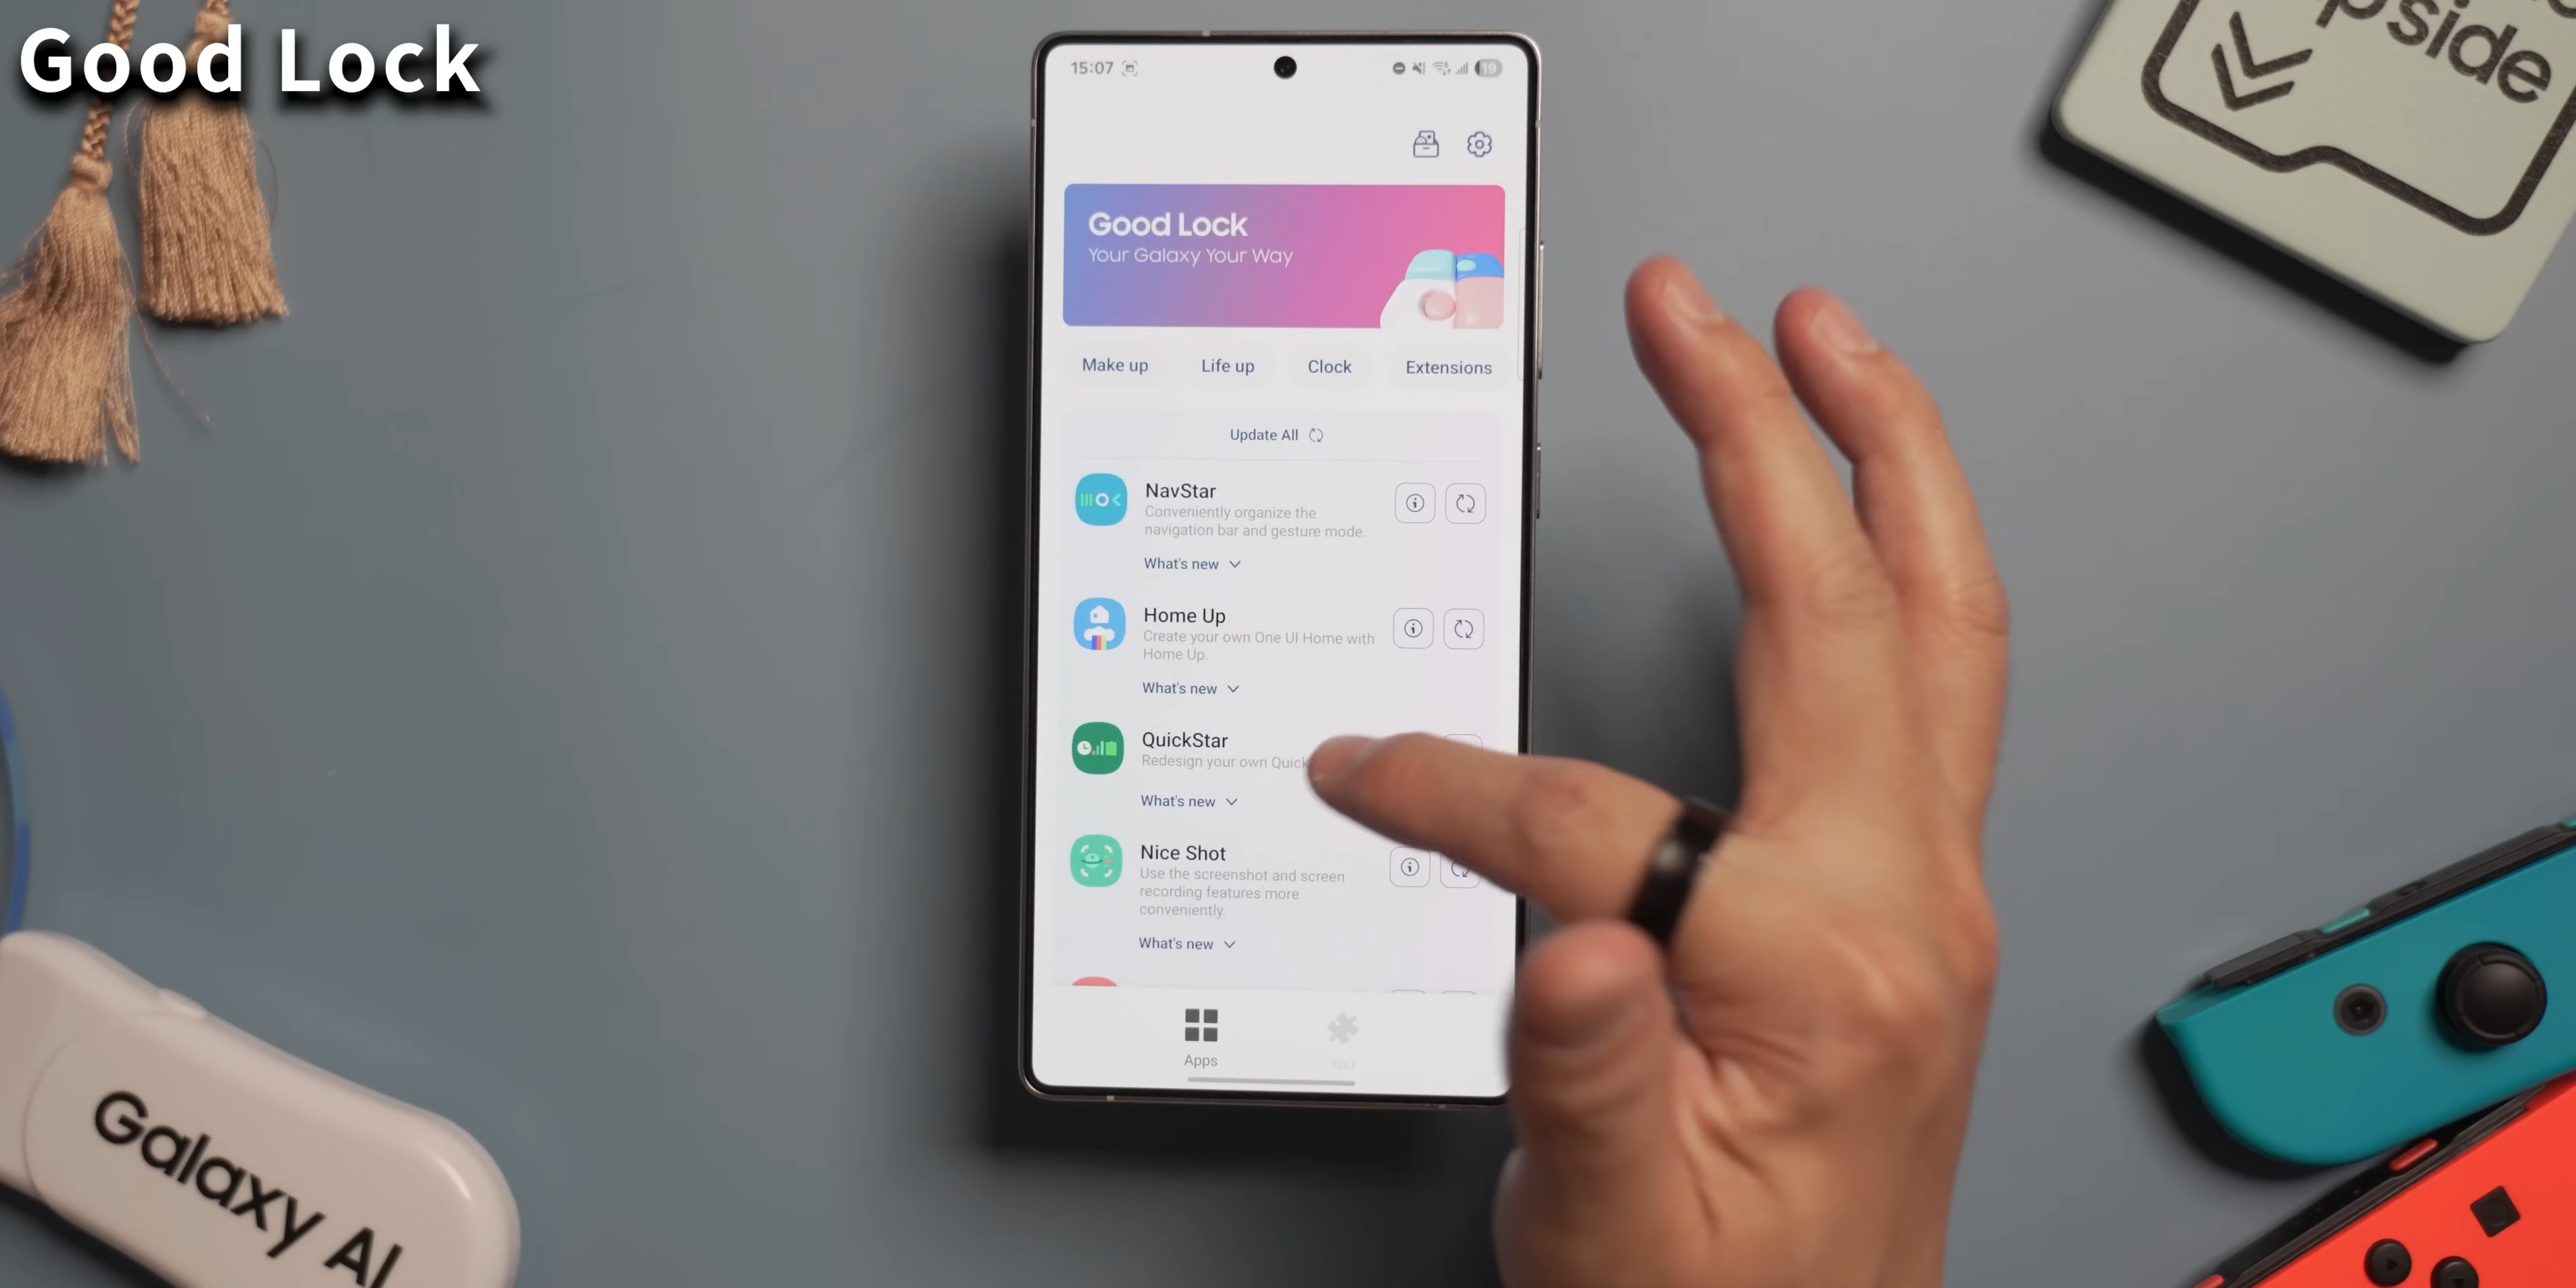 Good Lock
pside
15:07
19
Good Lock
Your Galaxy Your Way
Make up
Life up
Clock
Extensions
Update All
NavStar
Conveniently organize the
navigation bar and gesture mode.
What's new
Home Up
Create your own One UI Home with
Home Up.
What's new
QuickStar
Redesign your own Quick
What's new
Nice Shot
Use the screenshot and screen
recording features more
conveniently.
What's new
Apps
You
Galaxy AI